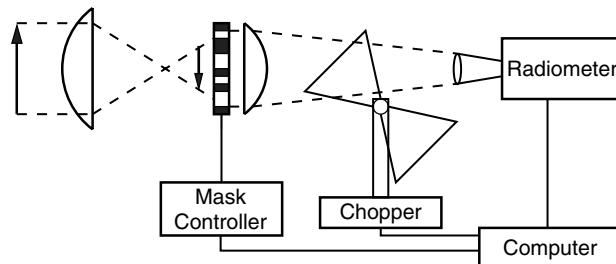 Radiometer
Mask
Controller
Chopper
Computer